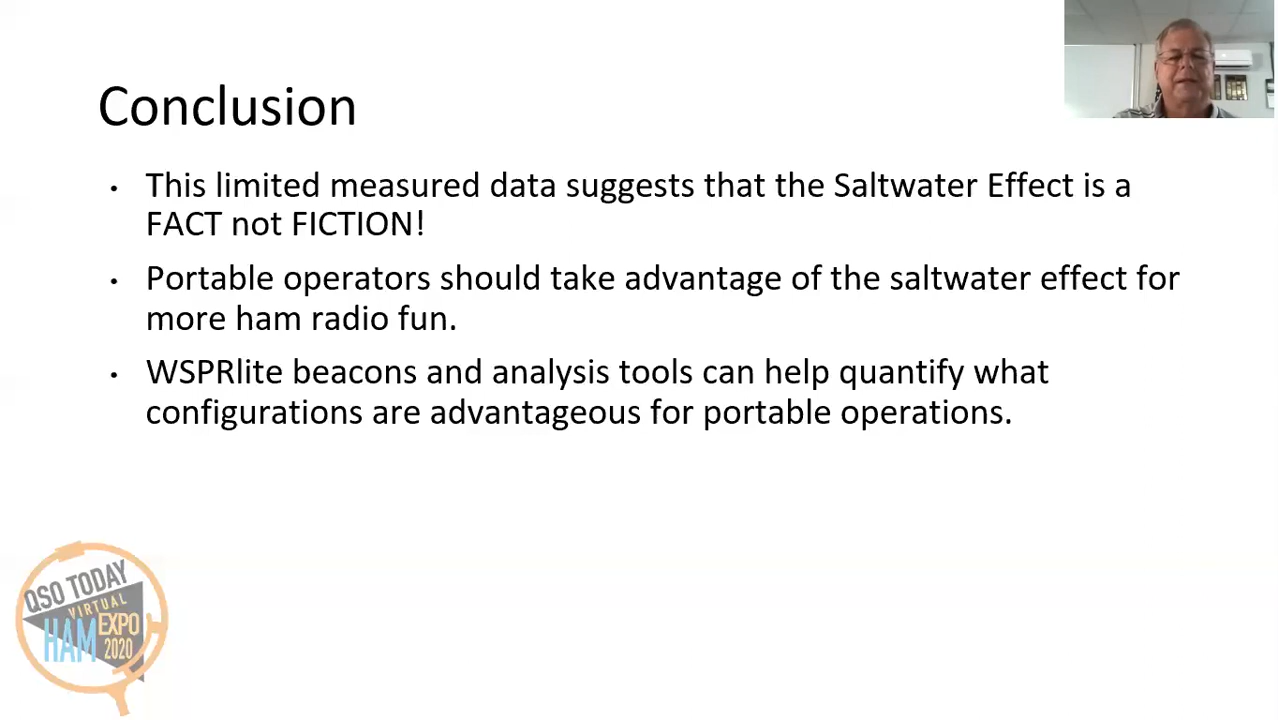 Conclusion
• This limited measured data suggests that the Saltwater Effect is a
FACT not FICTION!
• Portable operators should take advantage of the saltwater effect for
more ham radio fun.
• WSPRlite beacons and analysis tools can help quantify what
configurations are advantageous for portable operations.
QSO TODAY
VIRTUAL
HAM EXPO
2020